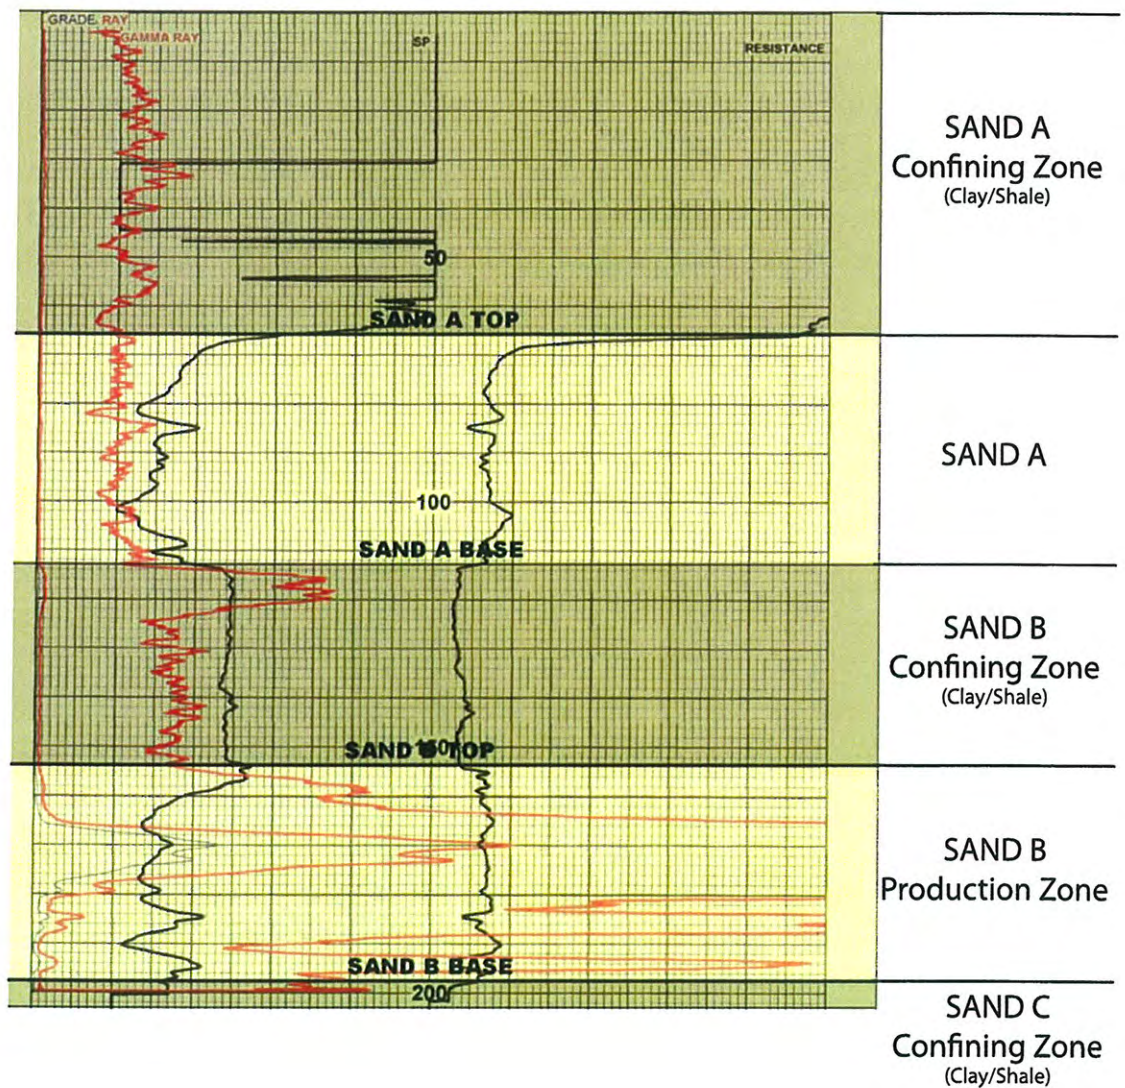 GRADE RAY
GAMMA RAY
SP
RESISTANCE
SAND A
Confining Zone
(Clay/Shale)
50
SAND A TOP
SAND A
100
SAND A BASE
SAND B
Confining Zone
(Clay/Shale)
150
SAND B TOP
SAND B
Production Zone
SAND B BASE
200
SAND C
Confining Zone
(Clay/Shale)